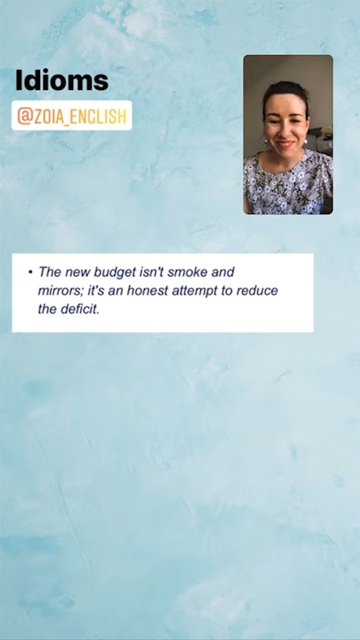 Idioms
@ZOIA_ENGLISH
• The new budget isn't smoke and
mirrors; it's an honest attempt to reduce
the deficit.